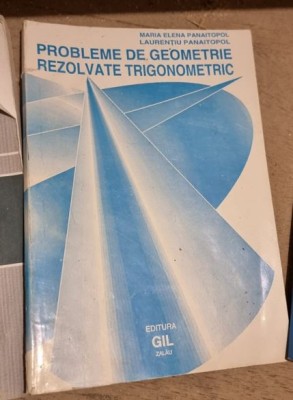 MARIA ELENA PANAITOPOL
LAURENȚIU PANAITOPOL
PROBLEME DE GEOMETRIE
REZOLVATE TRIGONOMETRIC
EDITURA
GIL
ZALĂU